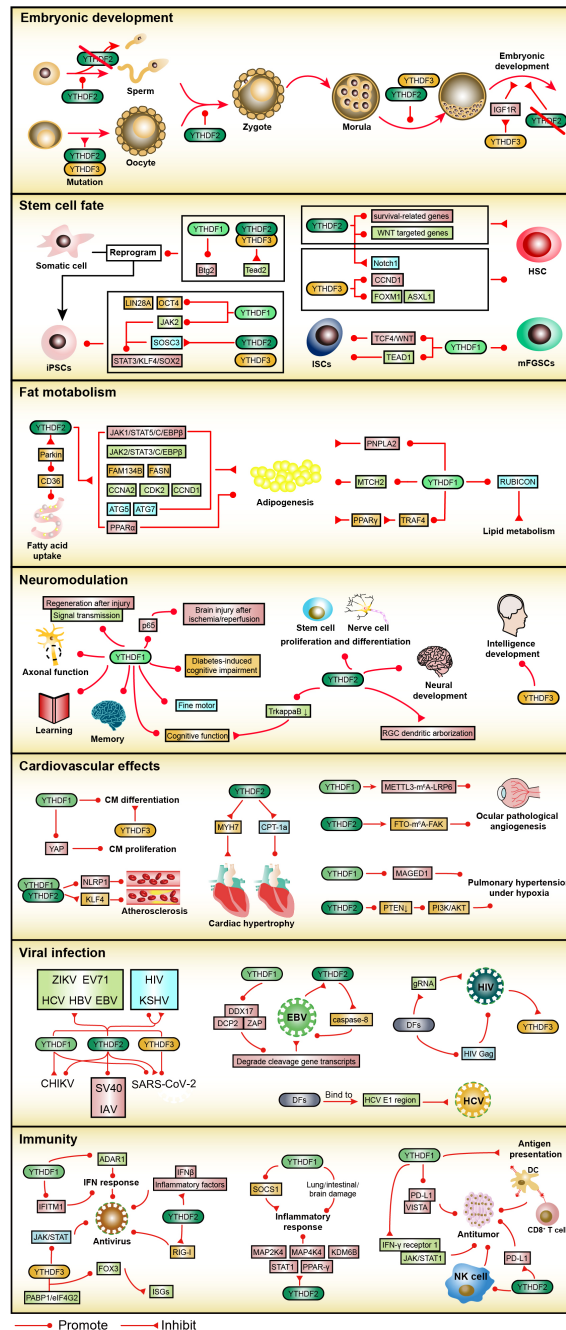 Embryonic development
YTHDF2
YTHDF2
Sperm
YTHDF2
YTHDF3
Mutation
Oocyte
YTHDF2
Zygote
Morula
YTHDF3
YTHDF2
Embryonic
development
IGF1R
YTHDF3
YTHDF2
Stem cell fate
Somatic cell
Reprogram
iPSCs
YTHDF1
YTHDF2
YTHDF3
Btg2
Tead2
LIN28A
OCT4
YTHDF1
JAK2
SOSC3
YTHDF2
STAT3/KLF4/SOX2
YTHDF3
YTHDF2
survival-related genes
WNT targeted genes
Notch1
YTHDF3
CCND1
FOXM1
ASXL1
HSC
ISCs
TCF4/WNT
TEAD1
YTHDF1
mFGSCs
Fat motabolism
YTHDF2
Parkin
CD36
Fatty acid
uptake
JAK1/STAT5/C/EBPβ
JAK2/STAT3/C/EBPβ
FAM134B
FASN
CCNA2
CDK2
CCND1
ATG5
ATG7
PPARα
Adipogenesis
PNPLA2
MTCH2
YTHDF1
RUBICON
PPARγ
TRAF4
Lipid metabolism
Neuromodulation
Regeneration after injury
Signal transmission
p65
Brain injury after
ischemia/reperfusion
Axonal function
YTHDF1
Diabetes-induced
cognitive impairment
Learning
Memory
Fine motor
Cognitive function
Stem cell
Nerve cell
proliferation and differentiation
YTHDF2
TrkappaB ↓
Neural
development
RGC dendritic arborization
Intelligence
development
YTHDF3
Cardiovascular effects
YTHDF1
CM differentiation
YTHDF3
YAP
CM proliferation
YTHDF1
YTHDF2
NLRP1
KLF4
Atherosclerosis
YTHDF2
MYH7
CPT-1a
Cardiac hypertrophy
YTHDF1
METTL3-m⁶A-LRP6
YTHDF2
FTO-m⁶A-FAK
Ocular pathological
angiogenesis
YTHDF1
MAGED1
YTHDF2
PTEN↓
PI3K/AKT
Pulmonary hypertension
under hypoxia
Viral infection
ZIKV EV71
HCV HBV EBV
HIV
KSHV
YTHDF1
YTHDF2
YTHDF3
CHIKV
SV40
IAV
SARS-CoV-2
YTHDF1
YTHDF2
DDX17
DCP2
ZAP
EBV
caspase-8
Degrade cleavage gene transcripts
gRNA
HIV
DFs
YTHDF3
HIV Gag
DFs
Bind to
HCV E1 region
HCV
Immunity
ADAR1
YTHDF1
IFN response
IFITM1
IFNβ
Inflammatory factors
JAK/STAT
Antivirus
YTHDF2
RIG-I
YTHDF3
FOX3
PABP1/eIF4G2
ISGs
YTHDF1
SOCS1
Lung/intestinal/
brain damage
Inflammatory
response
MAP2K4
MAP4K4
KDM6B
STAT1
PPAR-γ
YTHDF2
YTHDF1
Antigen
presentation
DC
CD8⁺ T cell
PD-L1
VISTA
Antitumor
IFN-γ receptor 1
JAK/STAT1
NK cell
PD-L1
YTHDF2
Promote
Inhibit